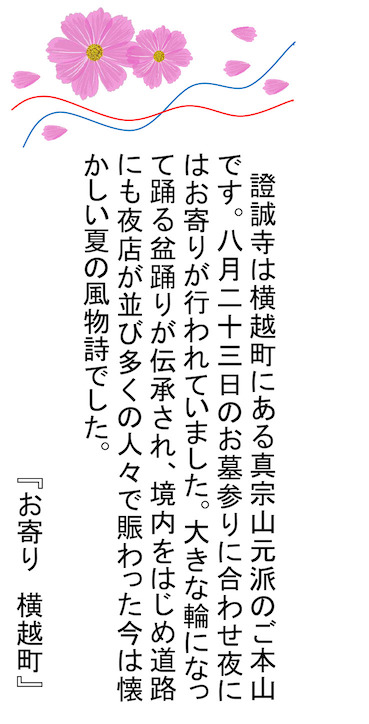 證誠寺は横越町にある真宗山元派のご本山
です。八月二十三日のお墓参りに合わせ夜に
はお寄りが行われていました。大きな輪になっ
て踊る盆踊りが伝承され、境内をはじめ道路
にも夜店が並び多くの人々で賑わった今は懐
かしい夏の風物詩でした。
『お寄り　横越町』